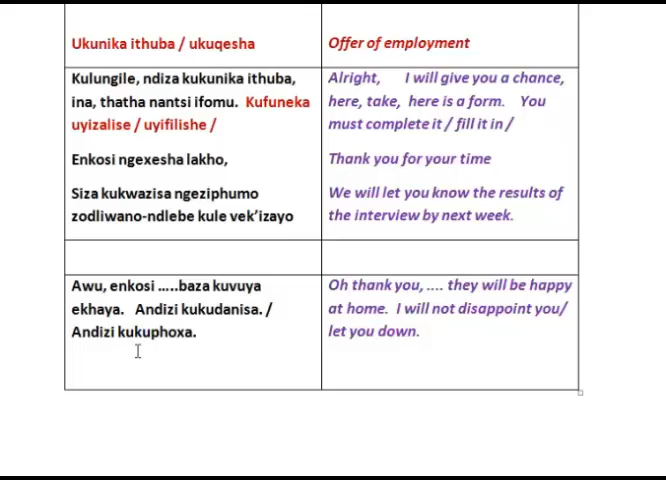 Ukunika ithuba / ukuqesha
Offer of employment
Kulungile, ndiza kukunika ithuba,
ina, thatha nantsi ifomu. Kufuneka
uyizalise / uyifilishe /
Enkosi ngexesha lakho,
Siza kukwazisa ngeziphumo
zodliwano-ndlebe kule vek’izayo
Alright, I will give you a chance,
here, take, here is a form. You
must complete it / fill it in /
Thank you for your time
We will let you know the results of
the interview by next week.
Awu, enkosi .....baza kuvuya
ekhaya. Andizi kukudanisa. /
Andizi kukuphoxa.
Oh thank you, .... they will be happy
at home. I will not disappoint you/
let you down.